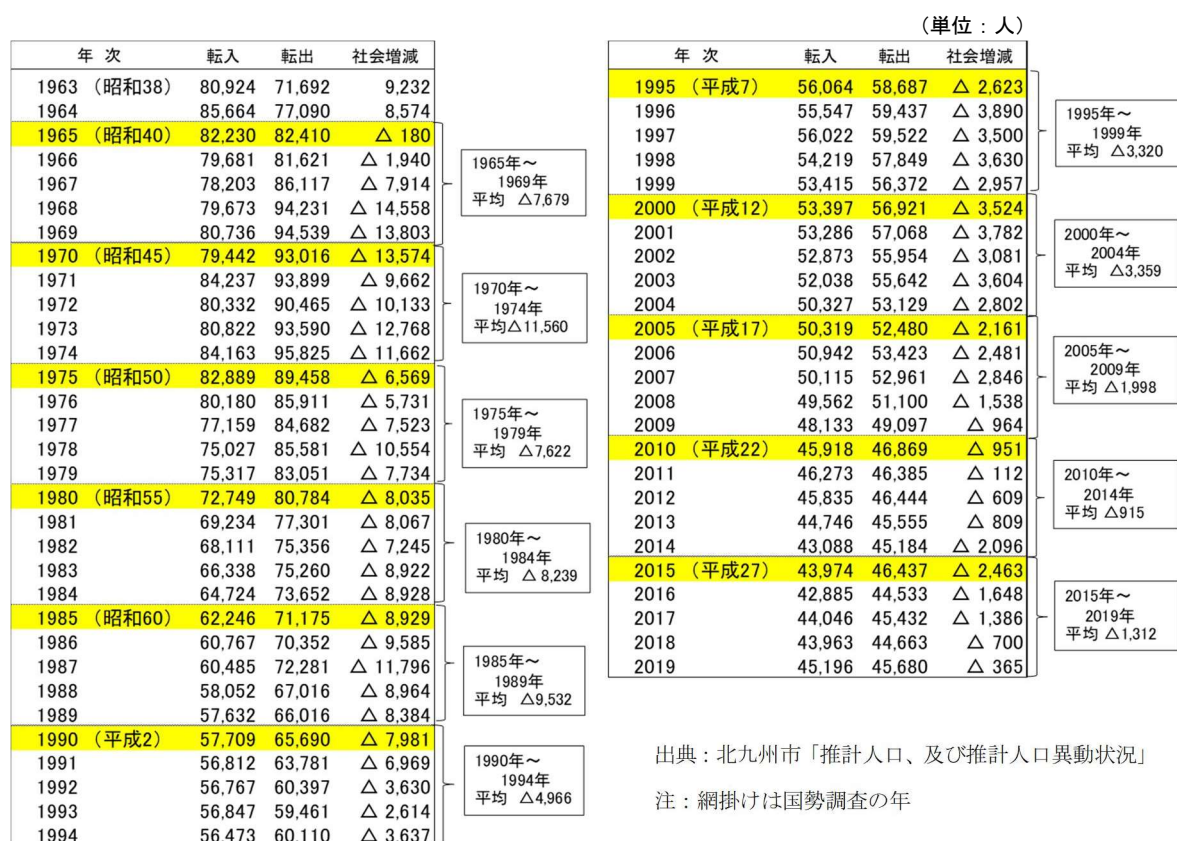 （単位：人）
年 次 転入 転出 社会増減
1963 （昭和38） 80,924 71,692 9,232
1964 85,664 77,090 8,574
1965 （昭和40） 82,230 82,410 △ 180
1966 79,681 81,621 △ 1,940
1967 78,203 86,117 △ 7,914
1968 79,673 94,231 △ 14,558
1969 80,736 94,539 △ 13,803
1970 （昭和45） 79,442 93,016 △ 13,574
1971 84,237 93,899 △ 9,662
1972 80,332 90,465 △ 10,133
1973 80,822 93,590 △ 12,768
1974 84,163 95,825 △ 11,662
1975 （昭和50） 82,889 89,458 △ 6,569
1976 80,180 85,911 △ 5,731
1977 77,159 84,682 △ 7,523
1978 75,027 85,581 △ 10,554
1979 75,317 83,051 △ 7,734
1980 （昭和55） 72,749 80,784 △ 8,035
1981 69,234 77,301 △ 8,067
1982 68,111 75,356 △ 7,245
1983 66,338 75,260 △ 8,922
1984 64,724 73,652 △ 8,928
1985 （昭和60） 62,246 71,175 △ 8,929
1986 60,767 70,352 △ 9,585
1987 60,485 72,281 △ 11,796
1988 58,052 67,016 △ 8,964
1989 57,632 66,016 △ 8,384
1990 （平成2） 57,709 65,690 △ 7,981
1991 56,812 63,781 △ 6,969
1992 56,767 60,397 △ 3,630
1993 56,847 59,461 △ 2,614
1994 56,473 60,110 △ 3,637
1965年～
1969年
平均 △7,679
1970年～
1974年
平均△11,560
1975年～
1979年
平均 △7,622
1980年～
1984年
平均 △ 8,239
1985年～
1989年
平均 △9,532
1990年～
1994年
平均 △4,966
年 次 転入 転出 社会増減
1995 （平成7） 56,064 58,687 △ 2,623
1996 55,547 59,437 △ 3,890
1997 56,022 59,522 △ 3,500
1998 54,219 57,849 △ 3,630
1999 53,415 56,372 △ 2,957
2000 （平成12） 53,397 56,921 △ 3,524
2001 53,286 57,068 △ 3,782
2002 52,873 55,954 △ 3,081
2003 52,038 55,642 △ 3,604
2004 50,327 53,129 △ 2,802
2005 （平成17） 50,319 52,480 △ 2,161
2006 50,942 53,423 △ 2,481
2007 50,115 52,961 △ 2,846
2008 49,562 51,100 △ 1,538
2009 48,133 49,097 △ 964
2010 （平成22） 45,918 46,869 △ 951
2011 46,273 46,385 △ 112
2012 45,835 46,444 △ 609
2013 44,746 45,555 △ 809
2014 43,088 45,184 △ 2,096
2015 （平成27） 43,974 46,437 △ 2,463
2016 42,885 44,533 △ 1,648
2017 44,046 45,432 △ 1,386
2018 43,963 44,663 △ 700
2019 45,196 45,680 △ 365
1995年～
1999年
平均 △3,320
2000年～
2004年
平均 △3,359
2005年～
2009年
平均 △1,998
2010年～
2014年
平均 △915
2015年～
2019年
平均 △1,312
出典：北九州市「推計人口、及び推計人口異動状況」
注：網掛けは国勢調査の年